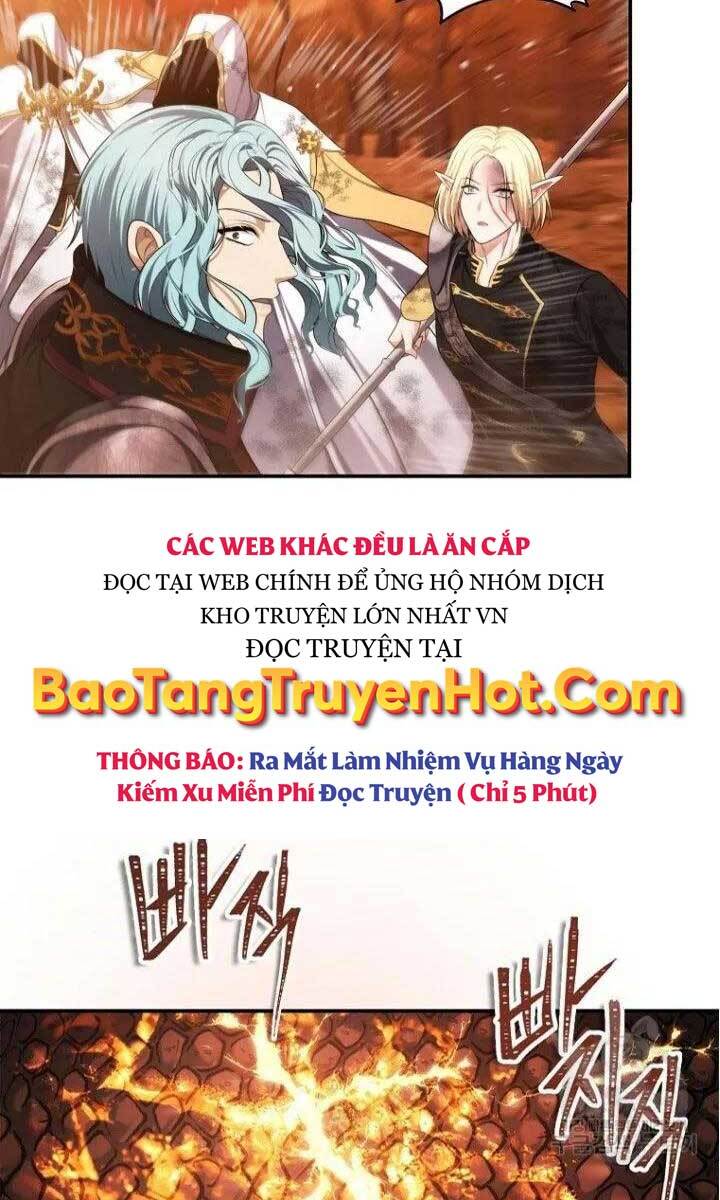 CÁC WEB KHÁC ĐỀU LÀ ĂN CẮP
ĐỌC TẠI WEB CHÍNH ĐỂ ỦNG HỘ NHÓM DỊCH
KHO TRUYỆN LỚN NHẤT VN
ĐỌC TRUYỆN TẠI
BaoTangTruyenHot.Com
THÔNG BÁO: Ra Mắt Làm Nhiệm Vụ Hàng Ngày
Kiếm Xu Miễn Phí Đọc Truyện ( Chỉ 5 Phút)
빠직
빠지직